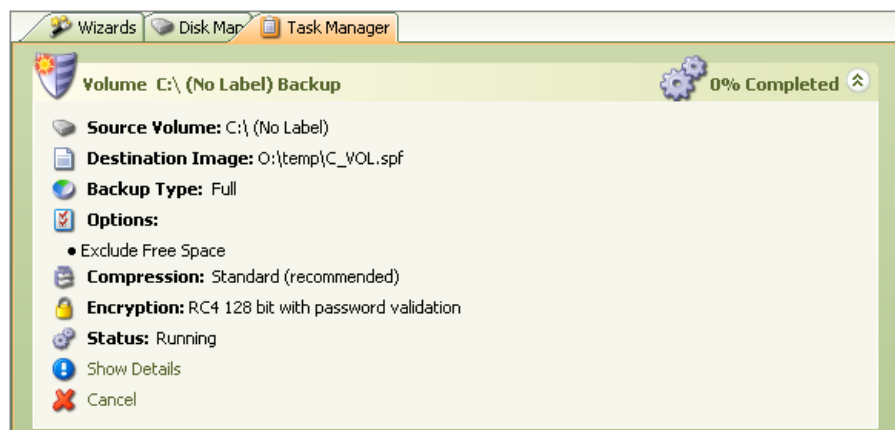 Wizards Disk Map Task Manager
Volume C:\ (No Label) Backup 0% Completed
Source Volume: C:\ (No Label)
Destination Image: O:\temp\C_VOL.spf
Backup Type: Full
Options:
• Exclude Free Space
Compression: Standard (recommended)
Encryption: RC4 128 bit with password validation
Status: Running
Show Details
Cancel